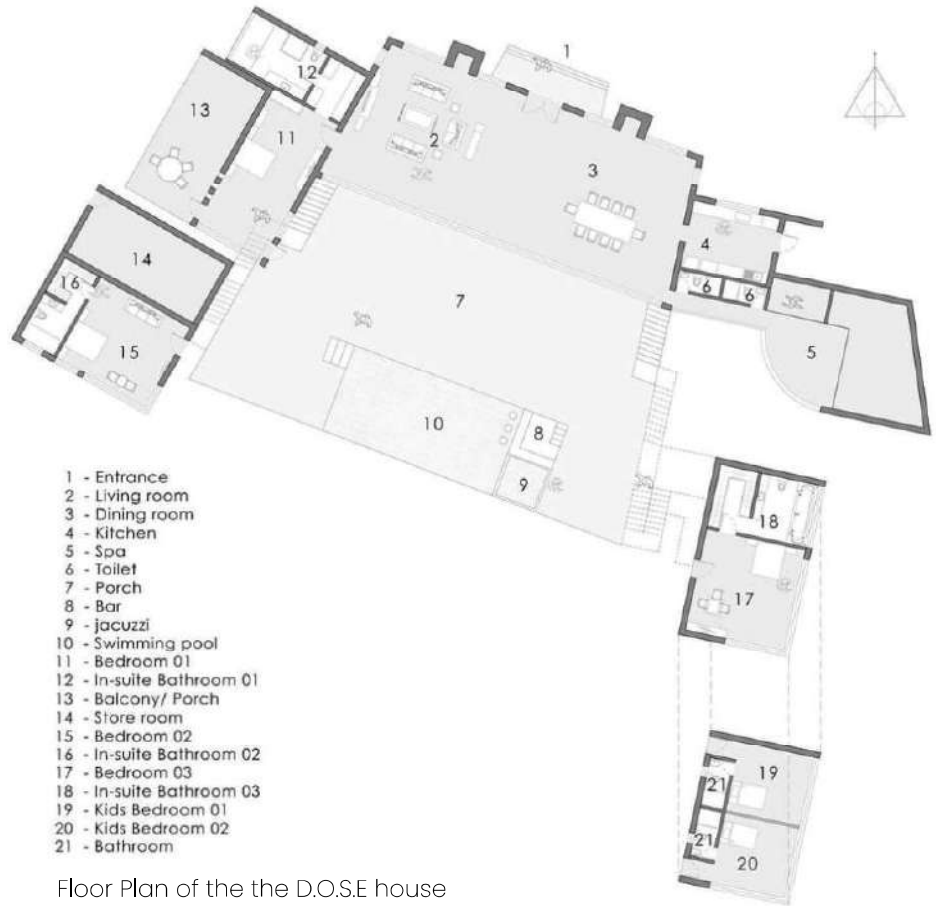 1
12
13
11
2
3
4
14
6
6
16
7
5
15
10
8
9
1 - Entrance
2 - Living room
3 - Dining room
4 - Kitchen
5 - Spa
6 - Toilet
7 - Porch
8 - Bar
9 - jacuzzi
10 - Swimming pool
11 - Bedroom 01
12 - In-suite Bathroom 01
13 - Balcony/ Porch
14 - Store room
15 - Bedroom 02
16 - In-suite Bathroom 02
17 - Bedroom 03
18 - In-suite Bathroom 03
19 - Kids Bedroom 01
20 - Kids Bedroom 02
21 - Bathroom
18
17
19
21
21
20
Floor Plan of the the D.O.S.E house